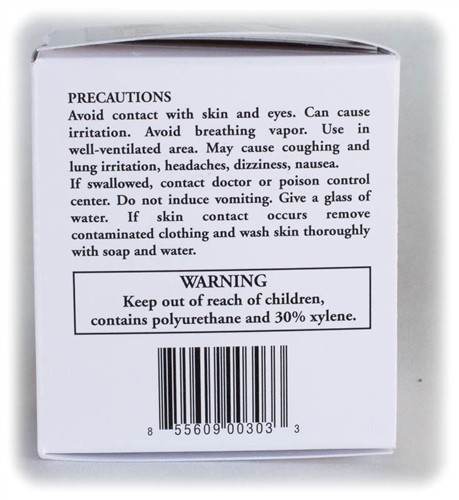 PRECAUTIONS
Avoid contact with skin and eyes. Can cause
irritation. Avoid breathing vapor. Use in
well-ventilated area. May cause coughing and
lung irritation, headaches, dizziness, nausea.
If swallowed, contact doctor or poison control
center. Do not induce vomiting. Give a glass of
water. If skin contact occurs remove
contaminated clothing and wash skin thoroughly
with soap and water.
WARNING
Keep out of reach of children,
contains polyurethane and 30% xylene.
8 55609 00303 3